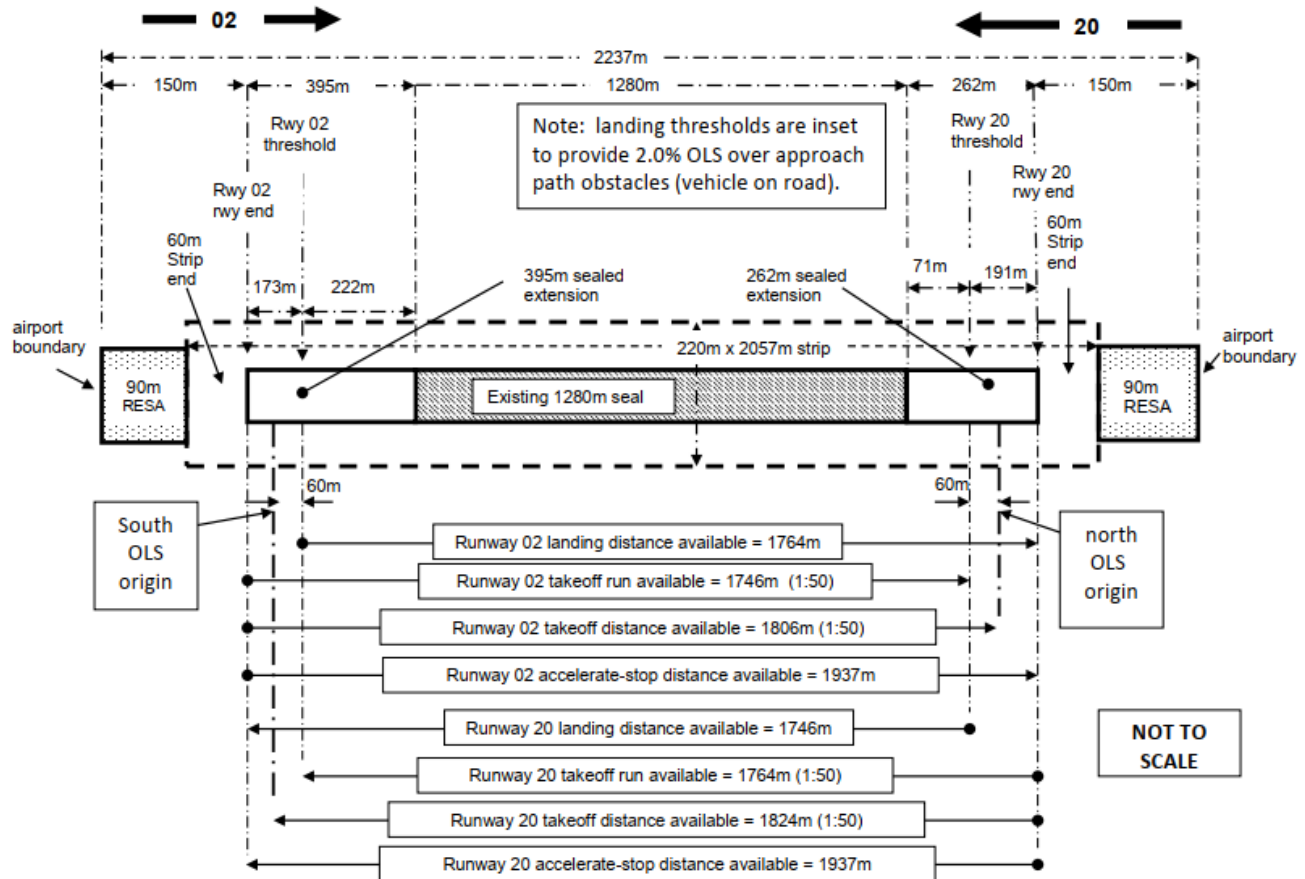 02
20
2237m
150m
395m
1280m
262m
150m
Rwy 02
threshold
Note:  landing thresholds are inset
to provide 2.0% OLS over approach
path obstacles (vehicle on road).
Rwy 20
threshold
Rwy 02
rwy end
Rwy 20
rwy end
60m
Strip
end
60m
Strip
end
173m
222m
395m sealed
extension
262m sealed
extension
71m
191m
airport
boundary
220m x 2057m strip
airport
boundary
90m
RESA
Existing 1280m seal
90m
RESA
60m
60m
South
OLS
origin
north
OLS
origin
Runway 02 landing distance available = 1764m
Runway 02 takeoff run available = 1746m  (1:50)
Runway 02 takeoff distance available = 1806m (1:50)
Runway 02 accelerate-stop distance available = 1937m
Runway 20 landing distance available = 1746m
NOT TO
SCALE
Runway 20 takeoff run available = 1764m (1:50)
Runway 20 takeoff distance available = 1824m (1:50)
Runway 20 accelerate-stop distance available = 1937m